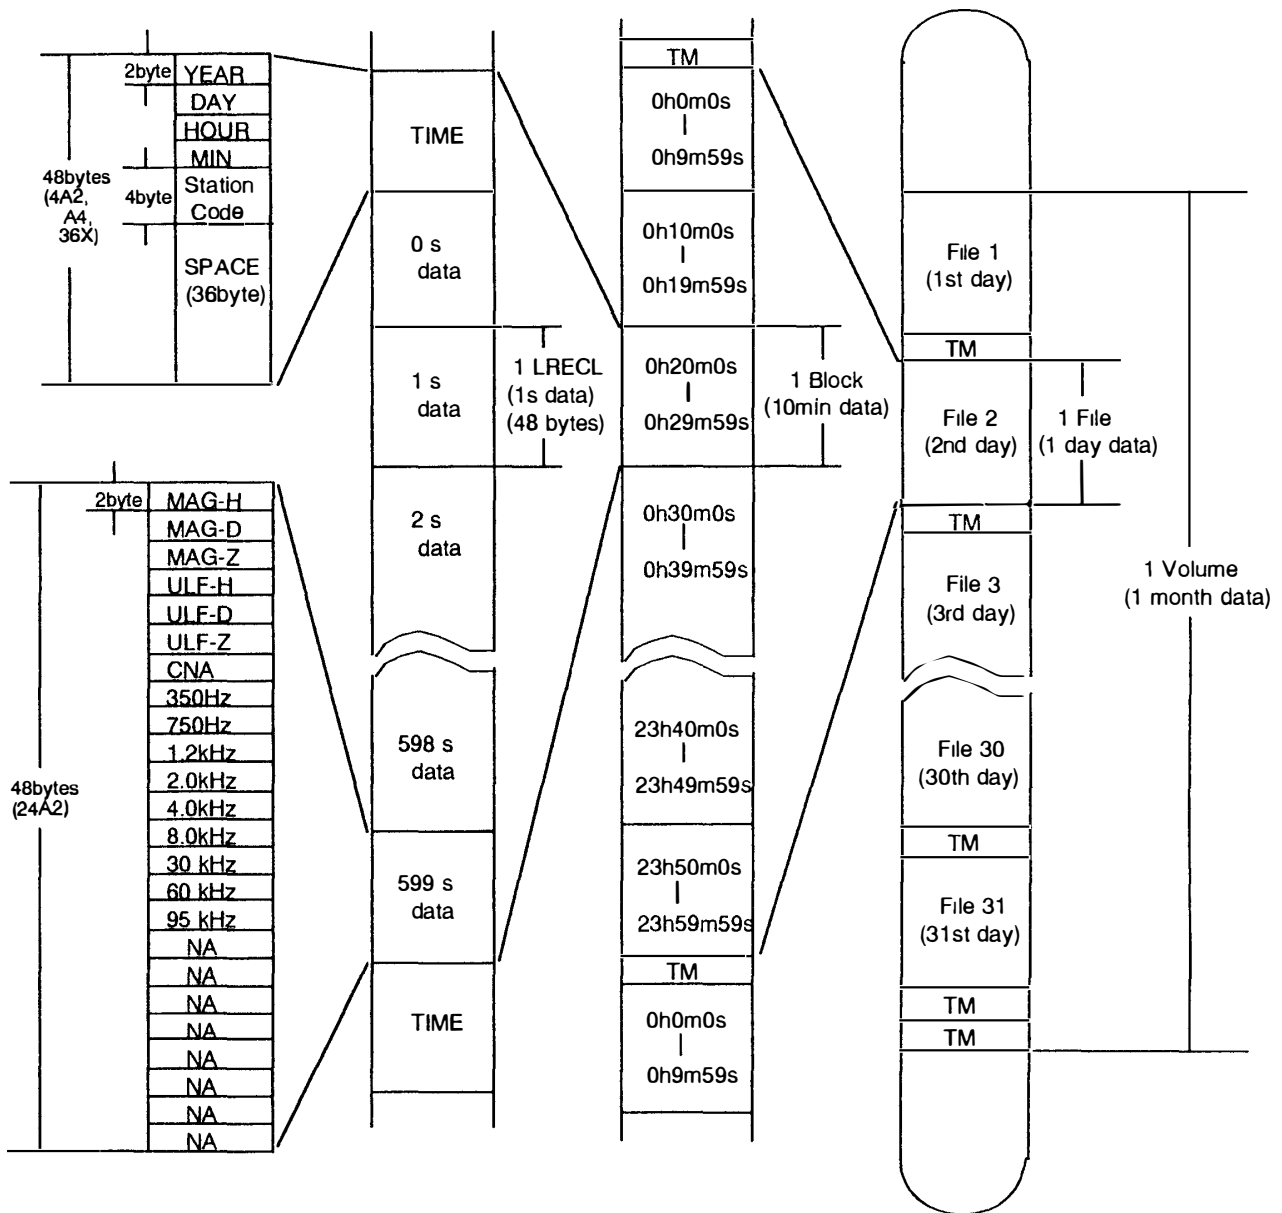 2byte
YEAR
DAY
HOUR
MIN
48bytes
(4A2,
A4,
36X)
4byte
Station
Code
SPACE
(36byte)
2byte
MAG-H
MAG-D
MAG-Z
ULF-H
ULF-D
ULF-Z
CNA
350Hz
750Hz
1.2kHz
2.0kHz
4.0kHz
8.0kHz
30 kHz
60 kHz
95 kHz
NA
NA
NA
NA
NA
NA
NA
NA
48bytes
(24A2)
TIME
0 s
data
1 s
data
2 s
data
598 s
data
599 s
data
TIME
1 LRECL
(1s data)
(48 bytes)
TM
0h0m0s
0h9m59s
0h10m0s
0h19m59s
0h20m0s
0h29m59s
0h30m0s
0h39m59s
23h40m0s
23h49m59s
23h50m0s
23h59m59s
TM
0h0m0s
0h9m59s
1 Block
(10min data)
File 1
(1st day)
TM
File 2
(2nd day)
TM
File 3
(3rd day)
File 30
(30th day)
TM
File 31
(31st day)
TM
TM
1 File
(1 day data)
1 Volume
(1 month data)